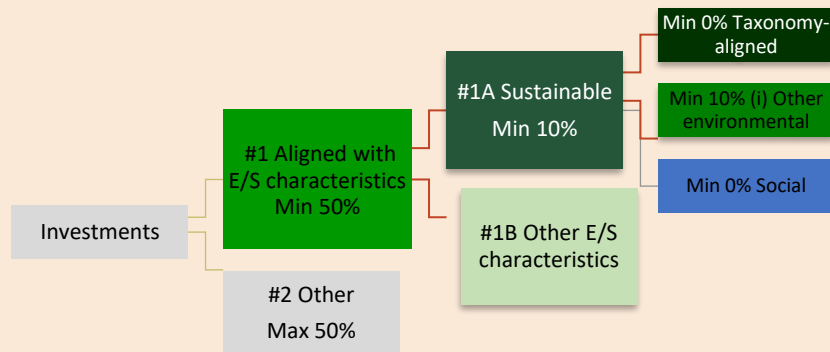 Investments
#1 Aligned with
E/S characteristics
Min 50%
#2 Other
Max 50%
#1A Sustainable
Min 10%
#1B Other E/S
characteristics
Min 0% Taxonomy-
aligned
Min 10% (i) Other
environmental
Min 0% Social